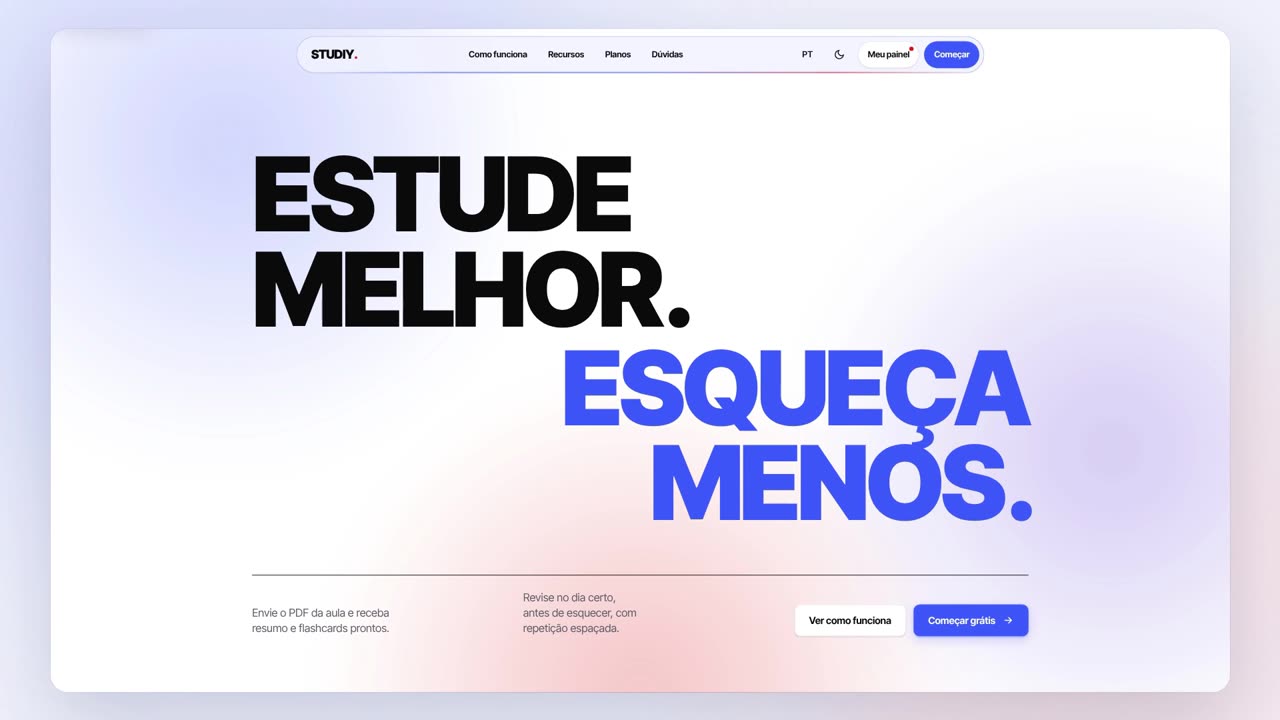 STUDIY.
Como funciona
Recursos
Planos
Dúvidas
PT
Meu painel
Começar
ESTUDE
MELHOR.
ESQUEÇA
MENOS.
Envie o PDF da aula e receba
resumo e flashcards prontos.
Revise no dia certo,
antes de esquecer, com
repetição espaçada.
Ver como funciona
Começar grátis →